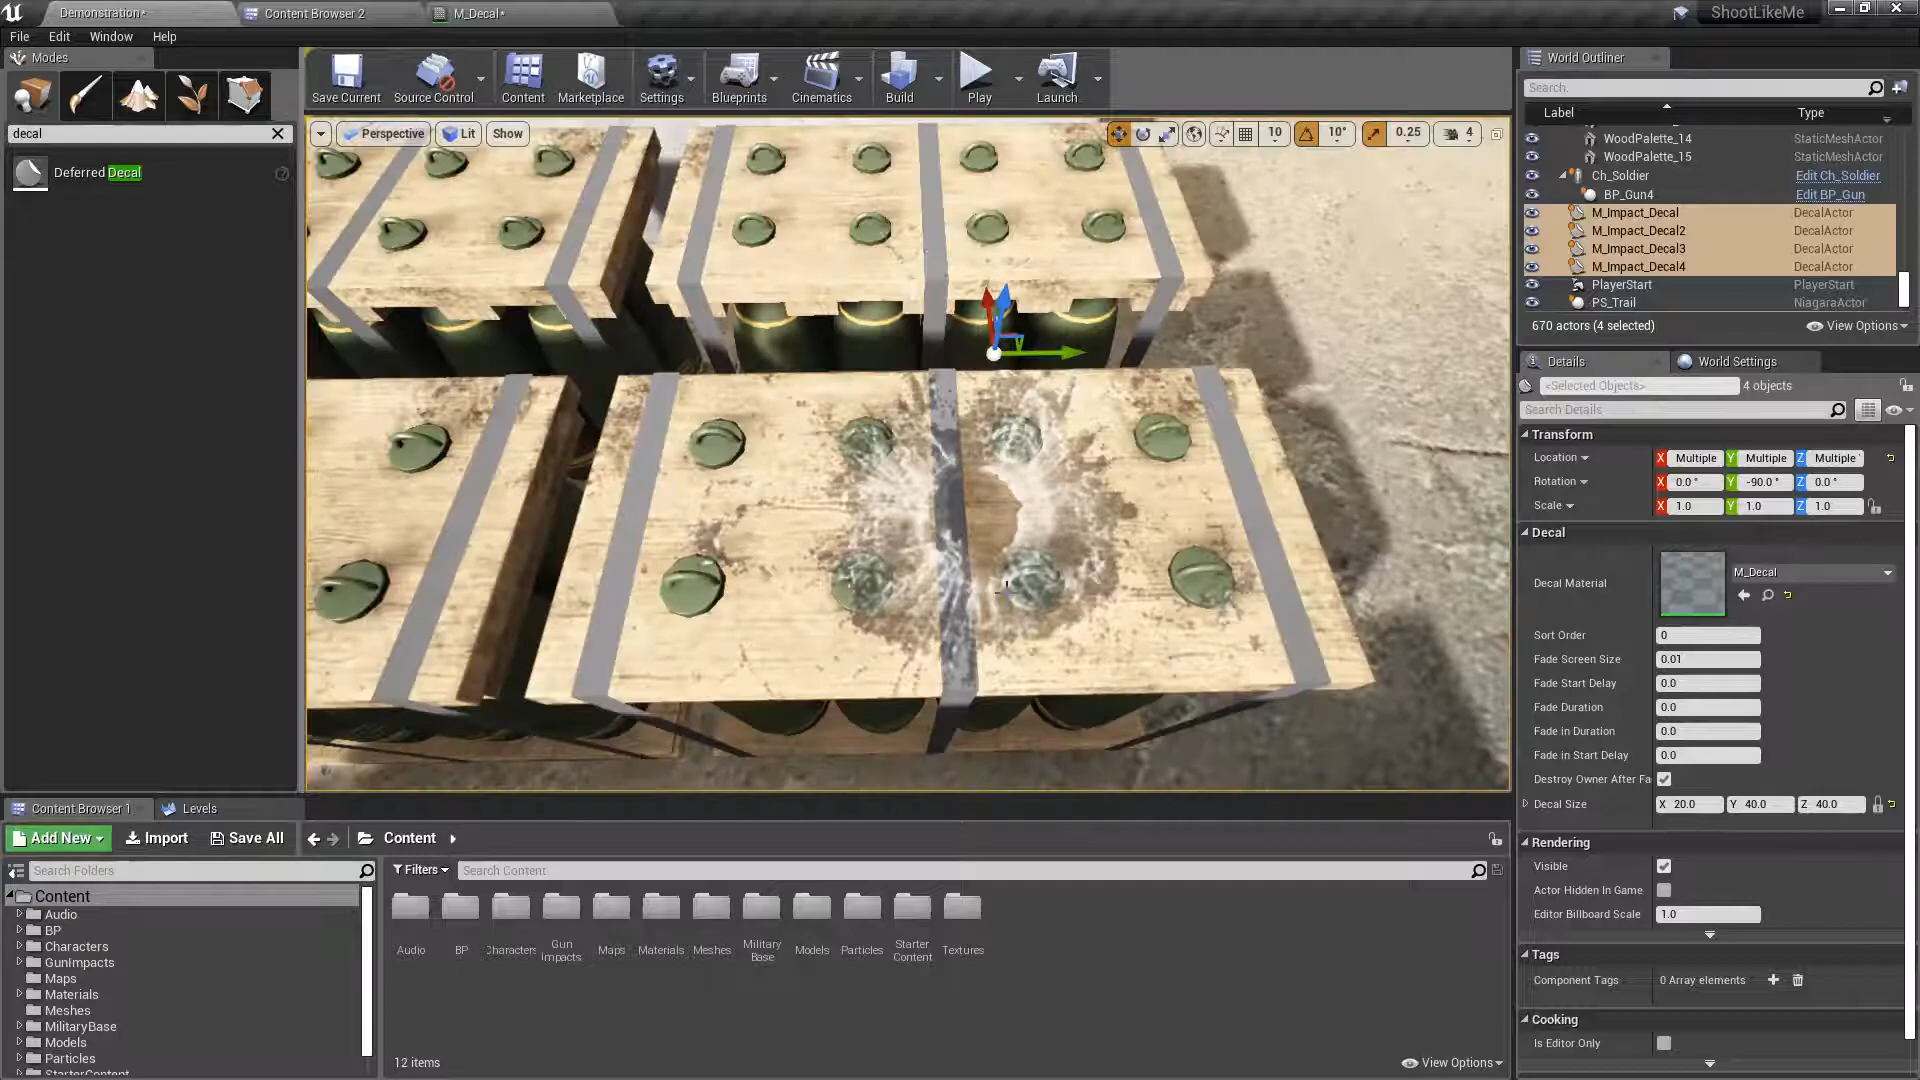 Demonstration*
Content Browser 2
M_Decal*
ShootLikeMe
File Edit Window Help
Modes
decal
Deferred Decal
Save Current
Source Control
Content
Marketplace
Settings
Blueprints
Cinematics
Build
Play
Launch
Perspective
Lit
Show
10
10°
0.25
4
World Outliner
Search.
Label
Type
WoodPalette_14 StaticMeshActor
WoodPalette_15 StaticMeshActor
Ch_Soldier Edit Ch_Soldier
BP_Gun4 Edit BP_Gun
M_Impact_Decal DecalActor
M_Impact_Decal2 DecalActor
M_Impact_Decal3 DecalActor
M_Impact_Decal4 DecalActor
PlayerStart PlayerStart
PS_Trail NiagaraActor
670 actors (4 selected)
View Options
Details
World Settings
<Selected Objects>
4 objects
Search Details
Transform
Location X Multiple Y Multiple Z Multiple
Rotation X 0.0 ° Y -90.0 ° Z 0.0 °
Scale X 1.0 Y 1.0 Z 1.0
Decal
Decal Material
M_Decal
Sort Order 0
Fade Screen Size 0.01
Fade Start Delay 0.0
Fade Duration 0.0
Fade in Duration 0.0
Fade in Start Delay 0.0
Destroy Owner After Fa
Decal Size X 20.0 Y 40.0 Z 40.0
Rendering
Visible
Actor Hidden In Game
Editor Billboard Scale 1.0
Tags
Component Tags 0 Array elements
Cooking
Is Editor Only
Content Browser 1
Levels
Add New
Import
Save All
Content
Search Folders
Filters
Search Content
Content
Audio
BP
Characters
GunImpacts
Maps
Materials
Meshes
MilitaryBase
Models
Particles
StarterContent
Audio
BP
Characters
Gun Impacts
Maps
Materials
Meshes
Military Base
Models
Particles
Starter Content
Textures
12 items
View Options